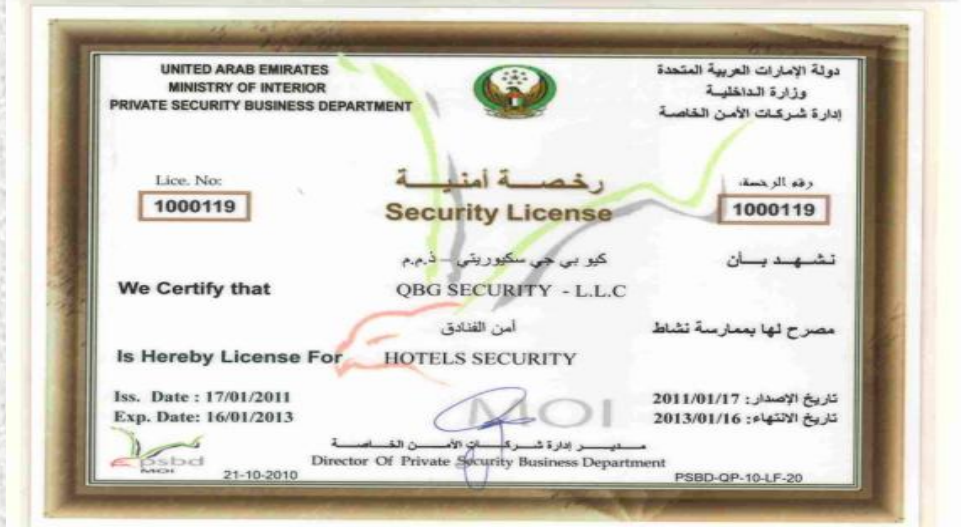 UNITED ARAB EMIRATES
MINISTRY OF INTERIOR
PRIVATE SECURITY BUSINESS DEPARTMENT
دولة الإمارات العربية المتحدة
وزارة الداخلية
إدارة شركات الأمن الخاصة
Lice. No:
1000119
رخصة أمنية
Security License
رقم الرخصة:
1000119
كيو بي جي سكيوريتي - ذ.م.م
نشهد بأن
We Certify that
QBG SECURITY - L.L.C
أمن الفنادق
مصرح لها بممارسة نشاط
Is Hereby License For
HOTELS SECURITY
Iss. Date : 17/01/2011
تاريخ الإصدار: 2011/01/17
Exp. Date: 16/01/2013
تاريخ الانتهاء: 2013/01/16
MOI
مدير إدارة شركات الأمن الخاصة
Director Of Private Security Business Department
psbd
MOI
21-10-2010
PSBD-QP-10-LF-20